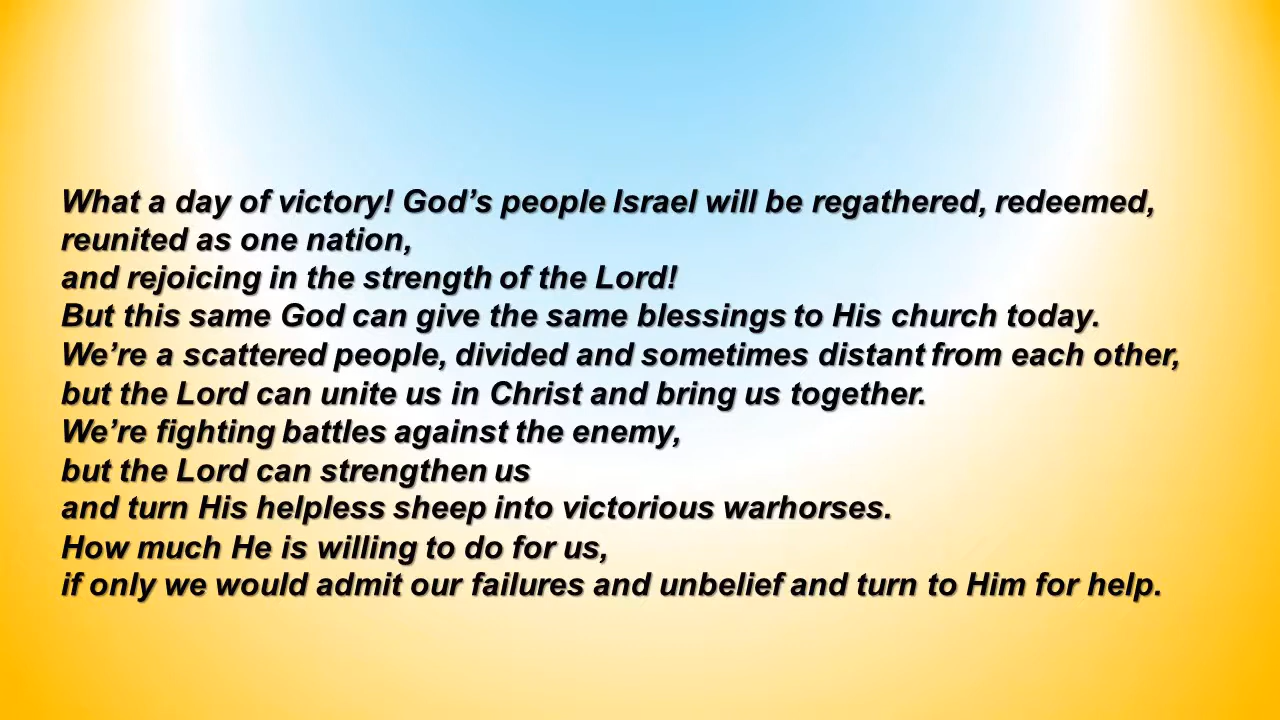 What a day of victory! God’s people Israel will be regathered, redeemed,
reunited as one nation,
and rejoicing in the strength of the Lord!
But this same God can give the same blessings to His church today.
We’re a scattered people, divided and sometimes distant from each other,
but the Lord can unite us in Christ and bring us together.
We’re fighting battles against the enemy,
but the Lord can strengthen us
and turn His helpless sheep into victorious warhorses.
How much He is willing to do for us,
if only we would admit our failures and unbelief and turn to Him for help.